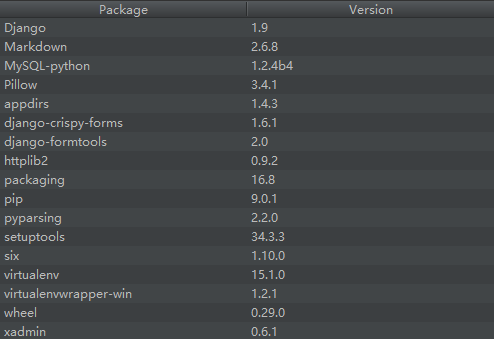 Package Version
Django 1.9
Markdown 2.6.8
MySQL-python 1.2.4b4
Pillow 3.4.1
appdirs 1.4.3
django-crispy-forms 1.6.1
django-formtools 2.0
httplib2 0.9.2
packaging 16.8
pip 9.0.1
pyparsing 2.2.0
setuptools 34.3.3
six 1.10.0
virtualenv 15.1.0
virtualenvwrapper-win 1.2.1
wheel 0.29.0
xadmin 0.6.1